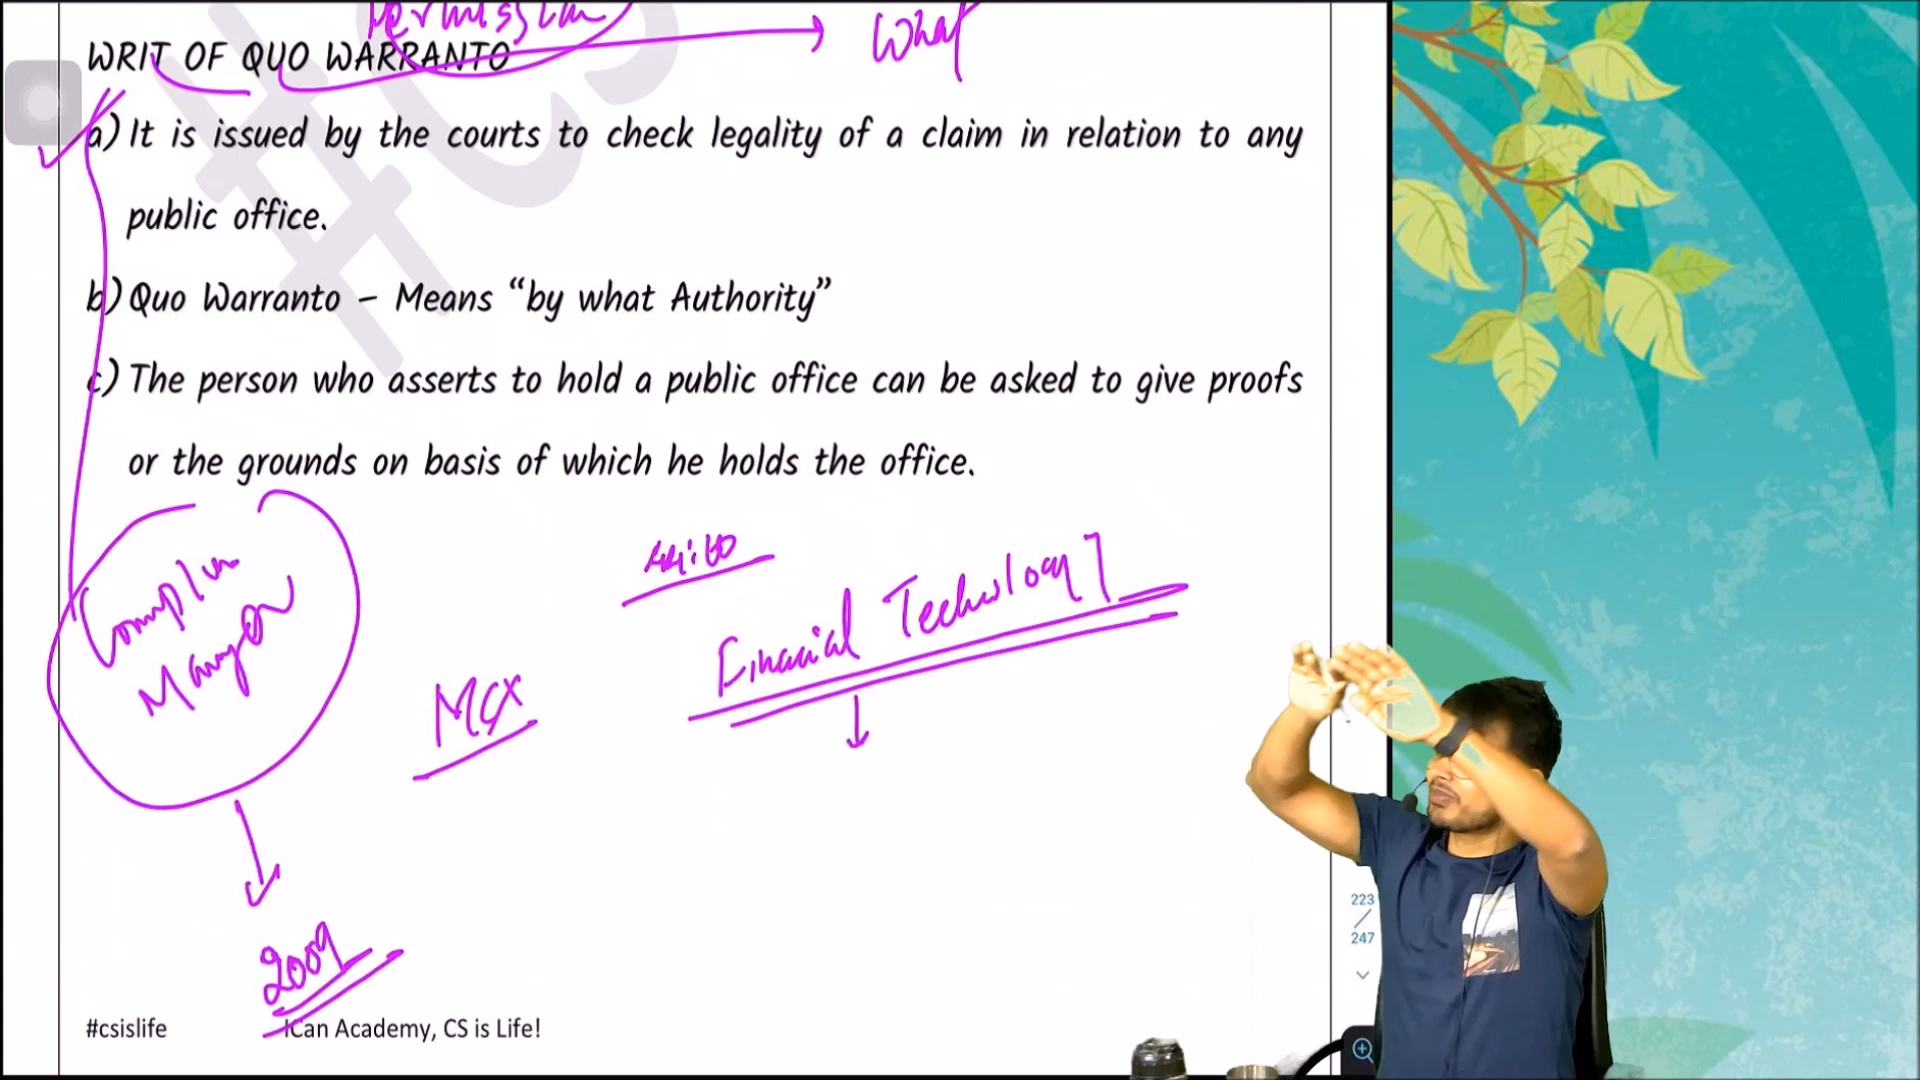 Permission
What
WRIT OF QUO WARRANTO
a) It is issued by the courts to check legality of a claim in relation to any
public office.
b) Quo Warranto – Means “by what Authority”
c) The person who asserts to hold a public office can be asked to give proofs
or the grounds on basis of which he holds the office.
Financial Technology
MCX
2009
223
/
247
#csislife
ICan Academy, CS is Life!